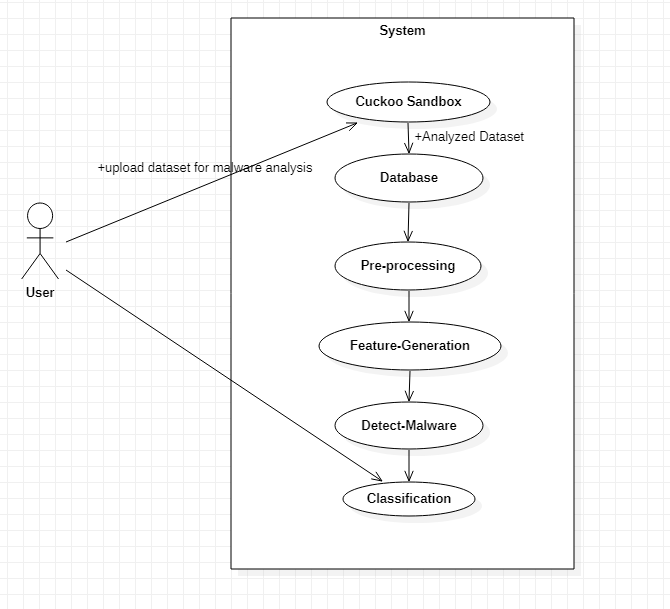 System
Cuckoo Sandbox
+Analyzed Dataset
+upload dataset for malware analysis
Database
Pre-processing
User
Feature-Generation
Detect-Malware
Classification